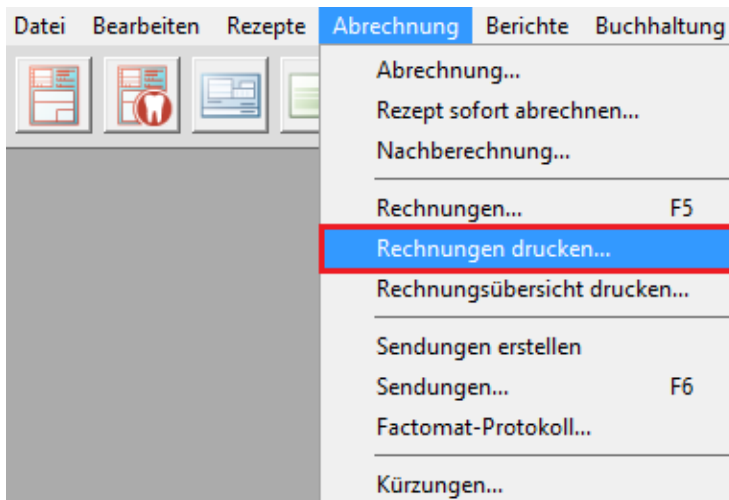 Datei Bearbeiten Rezepte Abrechnung Berichte Buchhaltung
Abrechnung...
Rezept sofort abrechnen...
Nachberechnung...
Rechnungen... F5
Rechnungen drucken...
Rechnungsübersicht drucken...
Sendungen erstellen
Sendungen... F6
Factomat-Protokoll...
Kürzungen...